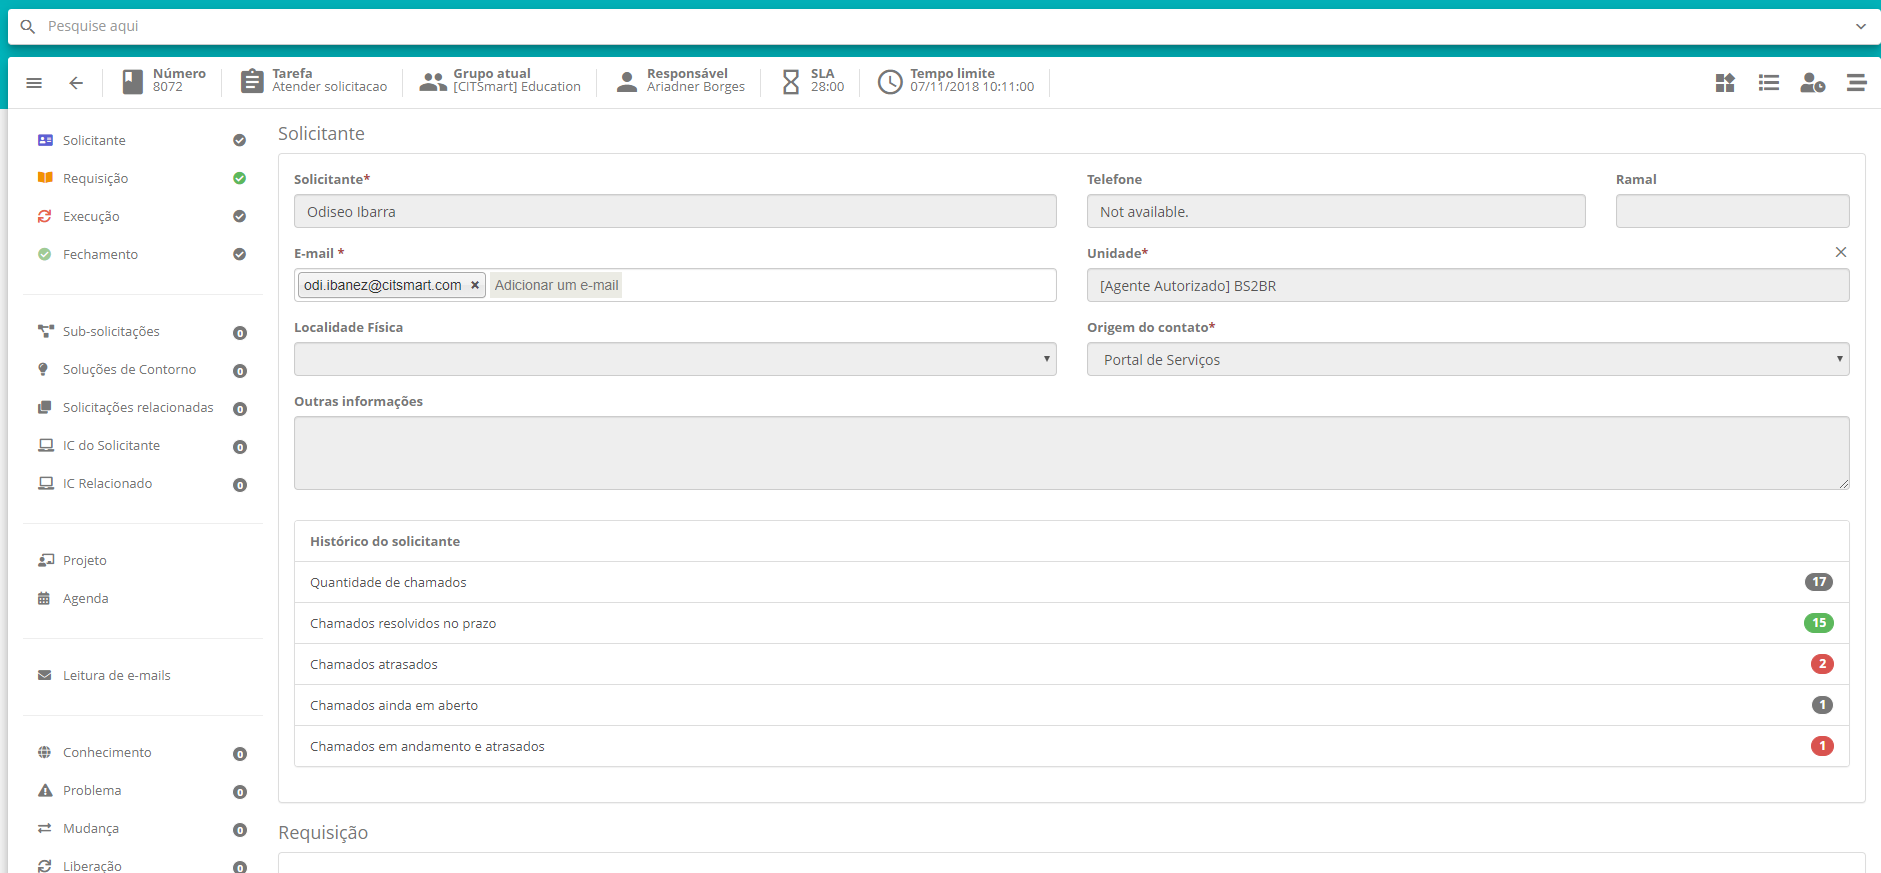 Pesquise aqui
Número
8072
Tarefa
Atender solicitacao
Grupo atual
[CITSmart] Education
Responsável
Ariadner Borges
SLA
28:00
Tempo limite
07/11/2018 10:11:00
Solicitante
Requisição
Execução
Fechamento
Sub-solicitações 0
Soluções de Contorno 0
Solicitações relacionadas 0
IC do Solicitante 0
IC Relacionado 0
Projeto
Agenda
Leitura de e-mails
Conhecimento 0
Problema 0
Mudança 0
Liberação 0
Solicitante
Solicitante* Telefone Ramal
Odiseo Ibarra Not available.
E-mail * Unidade*
odi.ibanez@citsmart.com × Adicionar um e-mail [Agente Autorizado] BS2BR
Localidade Física Origem do contato*
Portal de Serviços
Outras informações
Histórico do solicitante
Quantidade de chamados 17
Chamados resolvidos no prazo 15
Chamados atrasados 2
Chamados ainda em aberto 1
Chamados em andamento e atrasados 1
Requisição